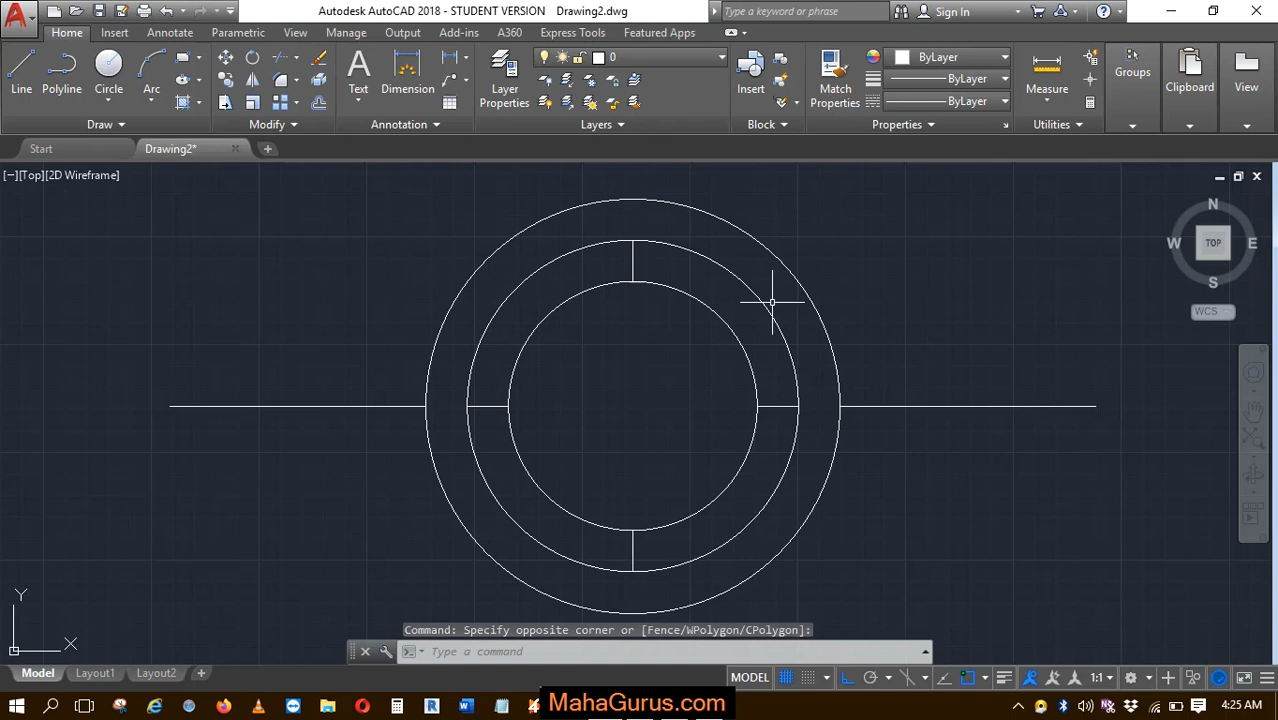 Autodesk AutoCAD 2018 - STUDENT VERSION Drawing2.dwg
Type a keyword or phrase
Sign In
Home Insert Annotate Parametric View Manage Output Add-ins A360 Express Tools Featured Apps
Line
Polyline
Circle
Arc
Text
Dimension
Layer
Properties
0
Insert
Match
Properties
ByLayer
ByLayer
ByLayer
Measure
Groups
Clipboard
View
Draw
Modify
Annotation
Layers
Block
Properties
Utilities
Start
Drawing2*
[−][Top][2D Wireframe]
N
W
TOP
E
S
WCS
Y
X
Command: Specify opposite corner or [Fence/WPolygon/CPolygon]:
Type a command
Model
Layout1
Layout2
MODEL
1:1
MahaGurus.com
4:25 AM